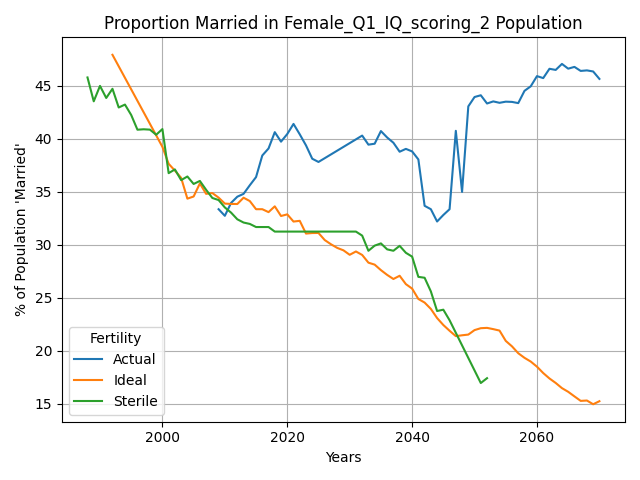 Proportion Married in Female_Q1_IQ_scoring_2 Population
% of Population 'Married'
45
40
35
30
25
20
15
Fertility
Actual
Ideal
Sterile
2000 2020 2040 2060
Years